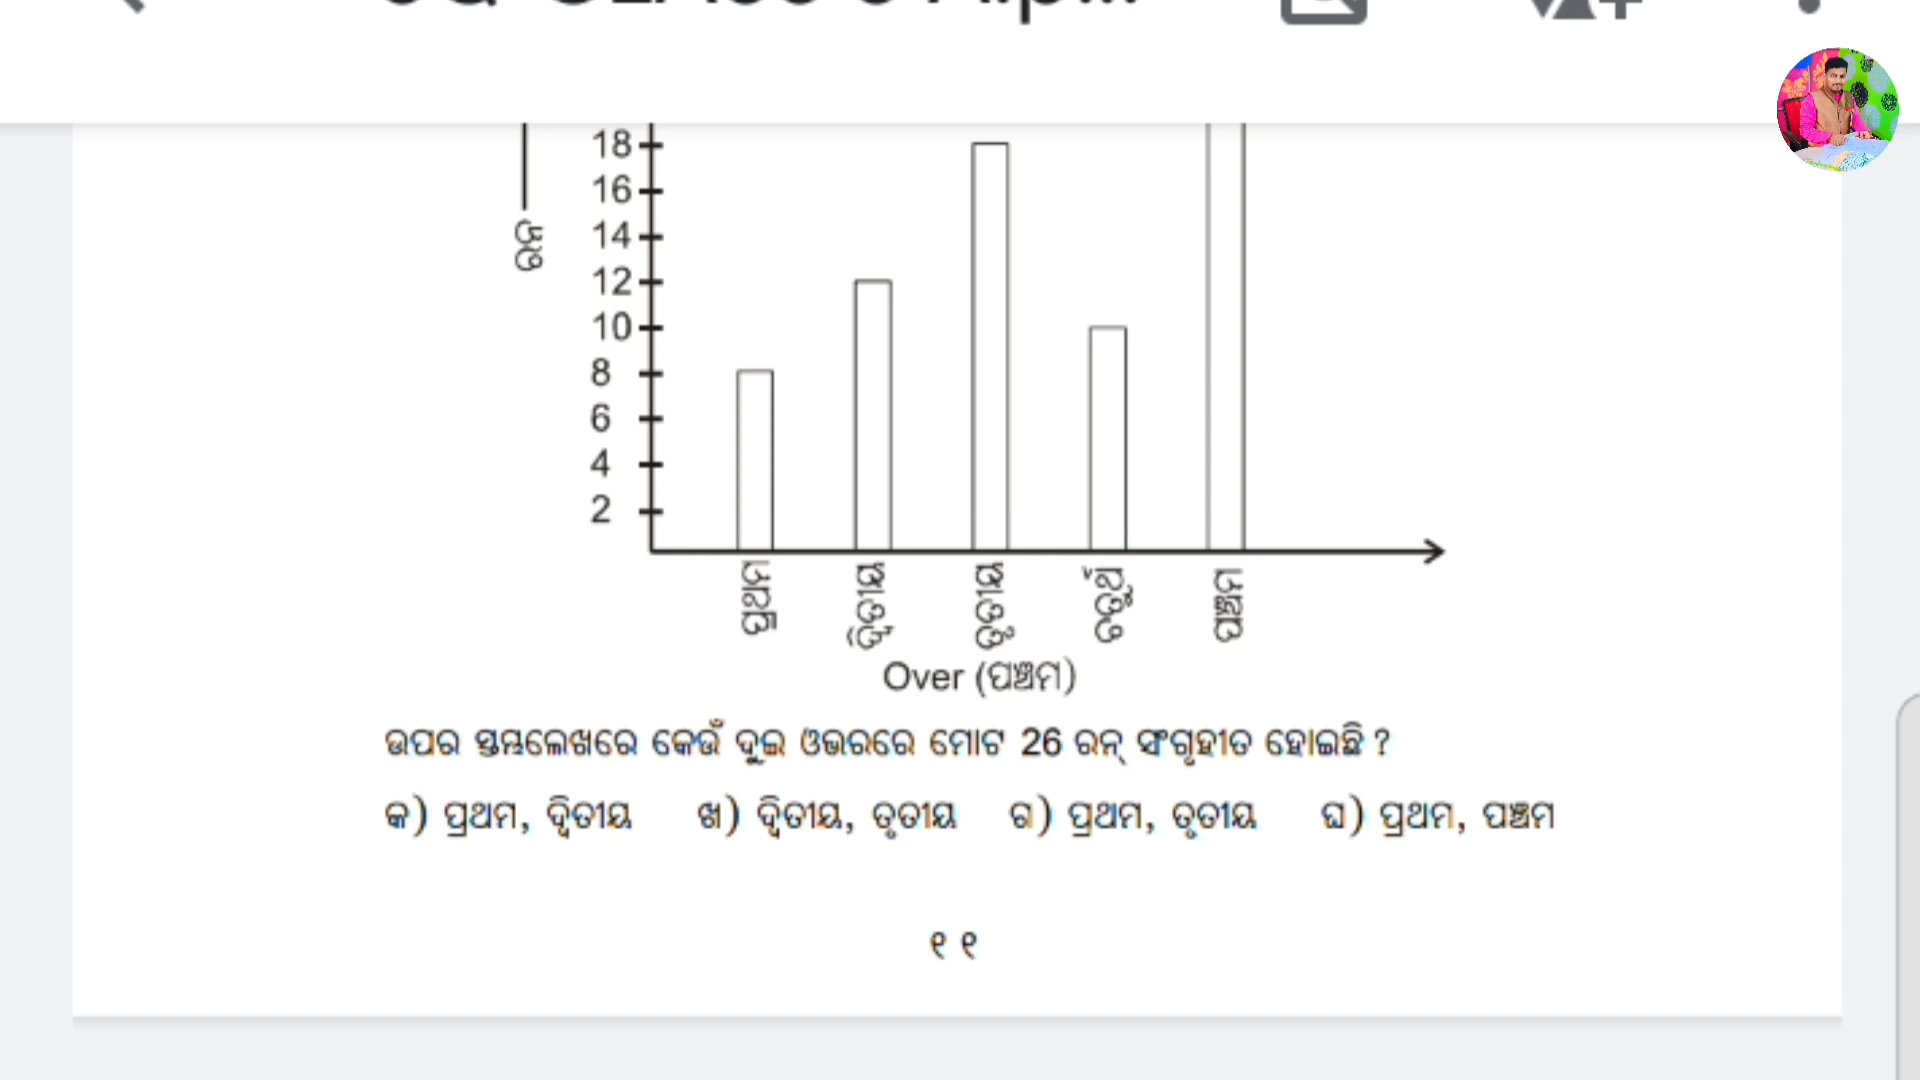 18
16
ରନ
14
12
10
8
6
4
2
ପ୍ରଥମ ଦ୍ୱିତୀୟ ତୃତୀୟ ଚତୁର୍ଥ ପଞ୍ଚମ
Over (ପଞ୍ଚମ)
ଉପର ସ୍ତମ୍ଭଲେଖରେ କେଉଁ ଦୁଇ ଓଭରରେ ମୋଟ 26 ରନ୍ ସଂଗୃହୀତ ହୋଇଛି ?
କ) ପ୍ରଥମ, ଦ୍ୱିତୀୟ ଖ) ଦ୍ୱିତୀୟ, ତୃତୀୟ ଗ) ପ୍ରଥମ, ତୃତୀୟ ଘ) ପ୍ରଥମ, ପଞ୍ଚମ
୧୧